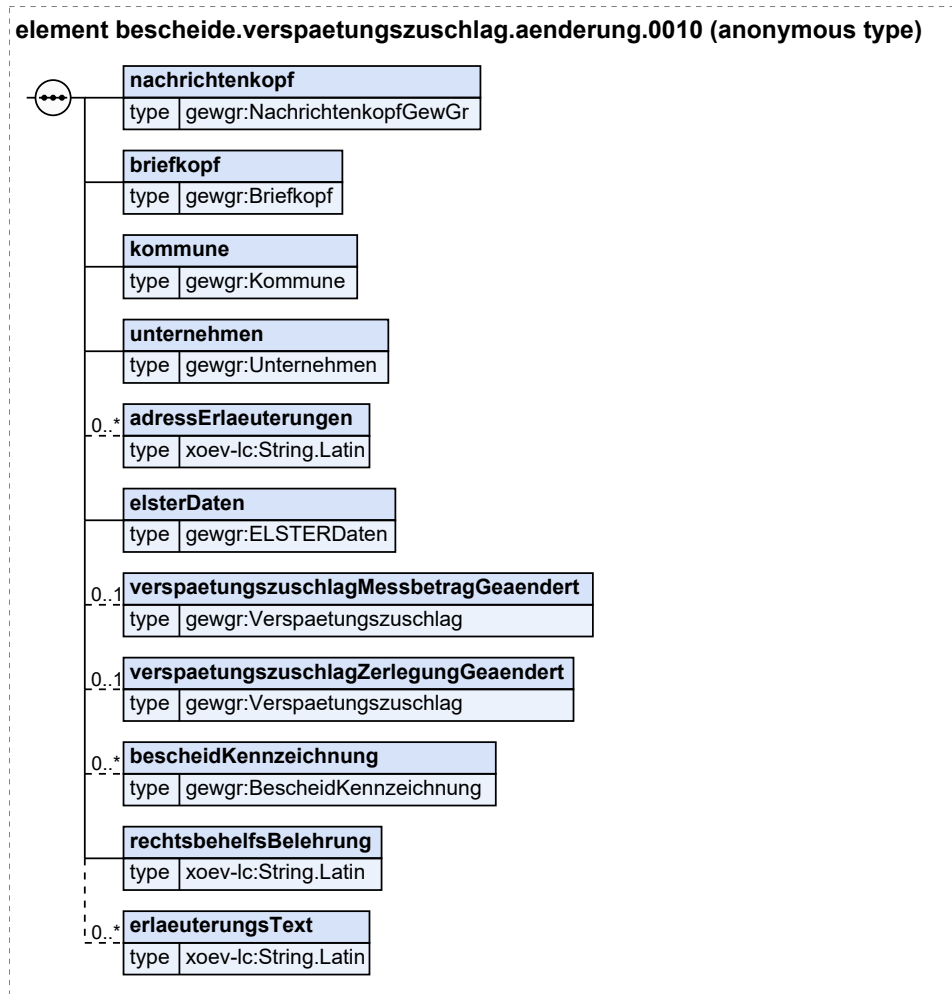 element bescheide.verspaetungszuschlag.aenderung.0010 (anonymous type)
nachrichtenkopf
type gewgr:NachrichtenkopfGewGr
briefkopf
type gewgr:Briefkopf
kommune
type gewgr:Kommune
unternehmen
type gewgr:Unternehmen
0..* adressErlaeuterungen
type xoev-lc:String.Latin
elsterDaten
type gewgr:ELSTERDaten
0..1 verspaetungszuschlagMessbetragGeaendert
type gewgr:Verspaetungszuschlag
0..1 verspaetungszuschlagZerlegungGeaendert
type gewgr:Verspaetungszuschlag
0..* bescheidKennzeichnung
type gewgr:BescheidKennzeichnung
rechtsbehelfsBelehrung
type xoev-lc:String.Latin
0..* erlaeuterungsText
type xoev-lc:String.Latin